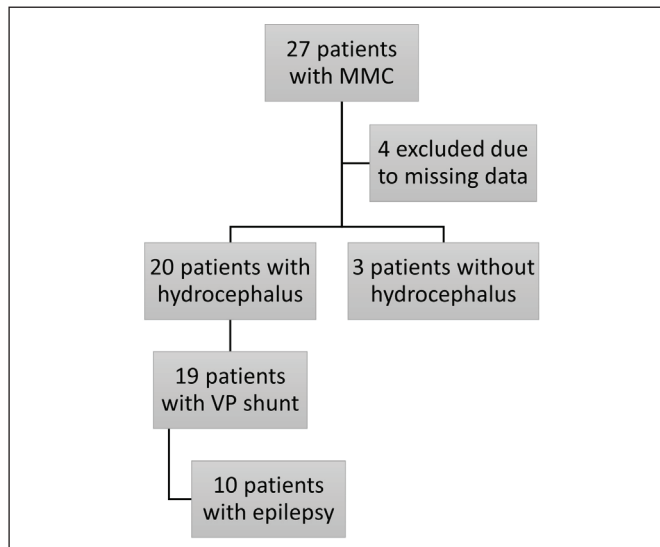 27 patients
with MMC
4 excluded due
to missing data
20 patients with
hydrocephalus
3 patients without
hydrocephalus
19 patients
with VP shunt
10 patients
with epilepsy